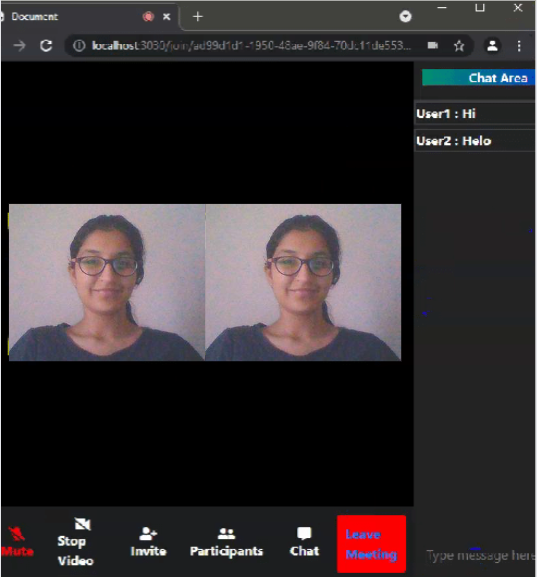 Document
localhost:3030/join/ad99d1d1-1950-48ae-9f84-70dc11de553...
Chat Area
User1 : Hi
User2 : Helo
Mute
Stop
Video
Invite
Participants
Chat
Leave
Meeting
Type message here